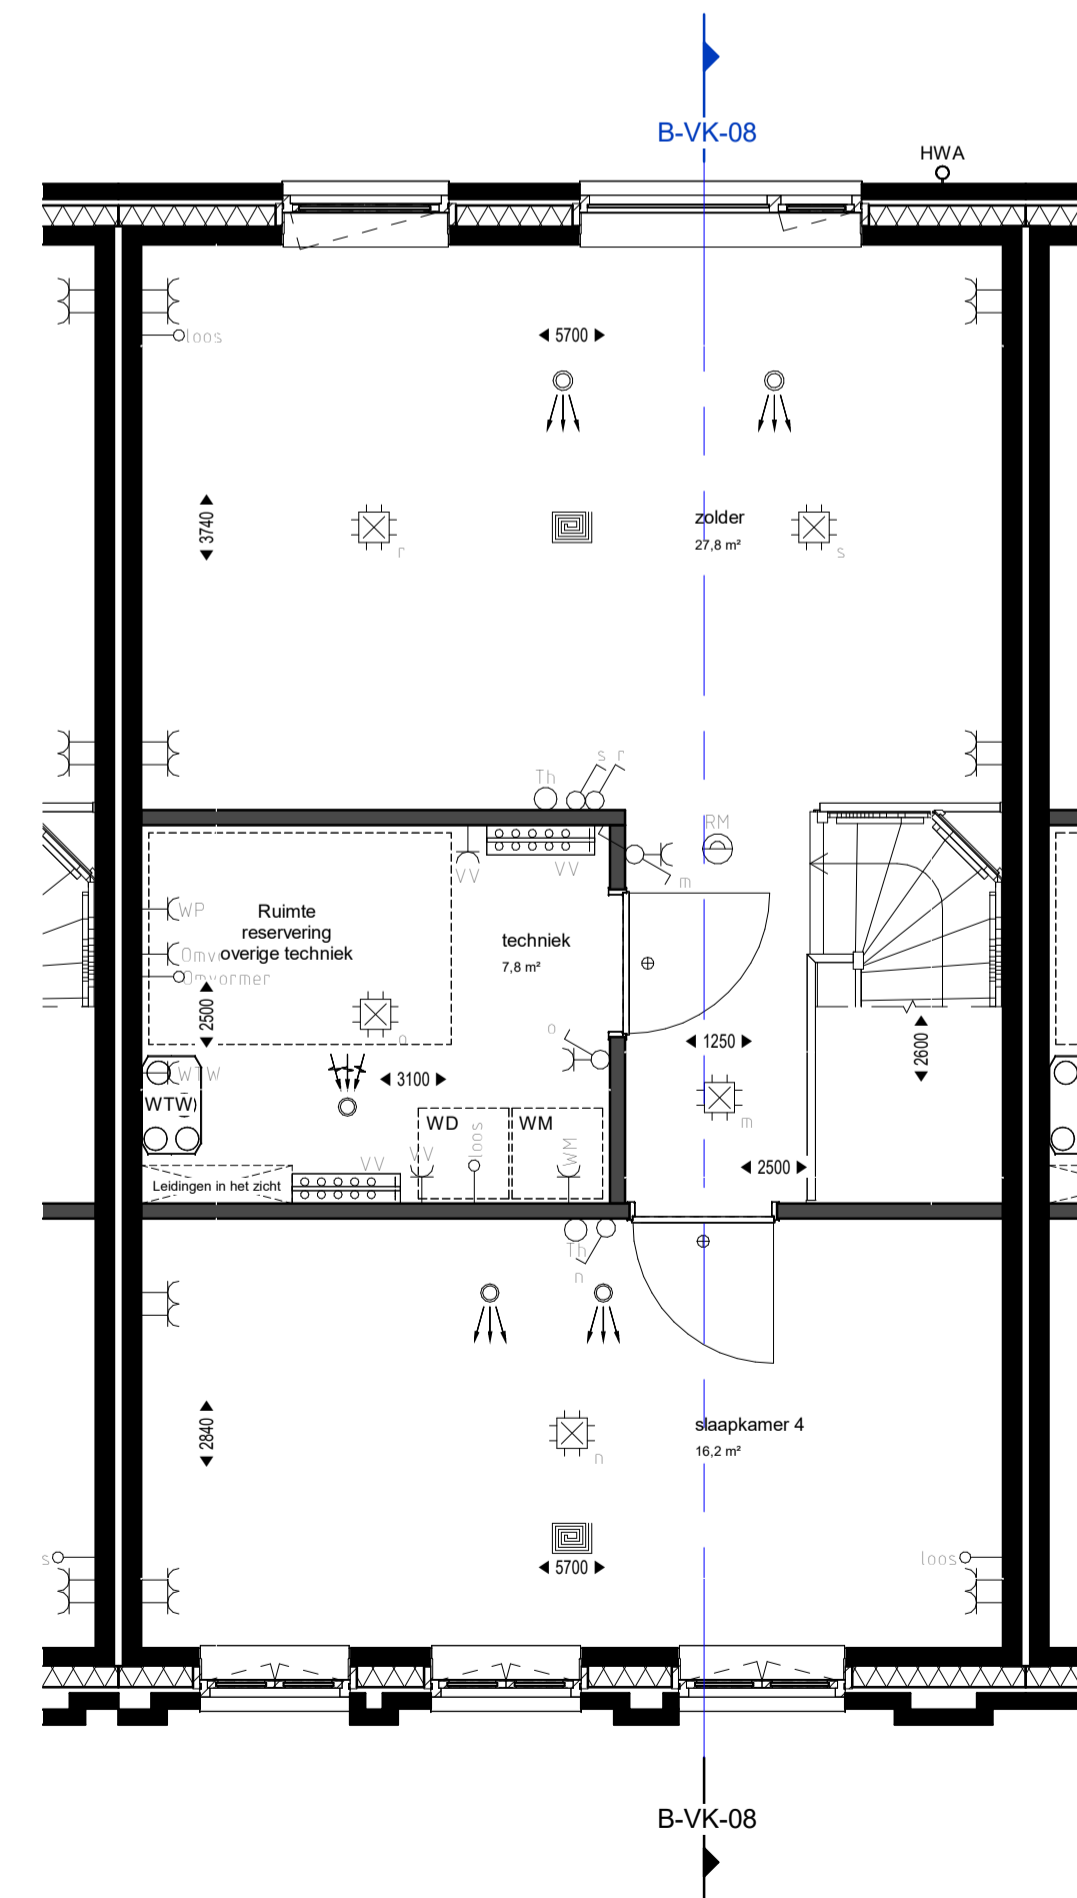 B-VK-08
HWA
loos
5700
3740
zolder
27,8 m²
r
s
Th
s r
RM
VV
VV
m
WP
Ruimte
reservering
overige techniek
Omvormer
techniek
7,8 m²
2500
o
o
1250
2600
WTW
3100
WTW
m
WD
WM
loos
WM
VV
VV
2500
Leidingen in het zicht
Th
n
2840
slaapkamer 4
16,2 m²
n
s
loos
5700
B-VK-08